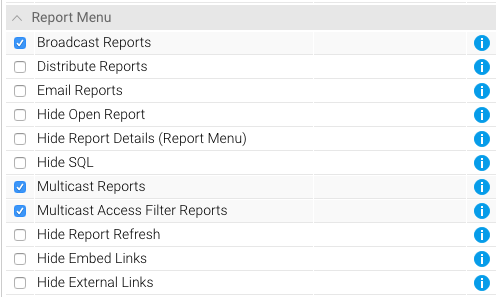 Report Menu
Broadcast Reports
Distribute Reports
Email Reports
Hide Open Report
Hide Report Details (Report Menu)
Hide SQL
Multicast Reports
Multicast Access Filter Reports
Hide Report Refresh
Hide Embed Links
Hide External Links